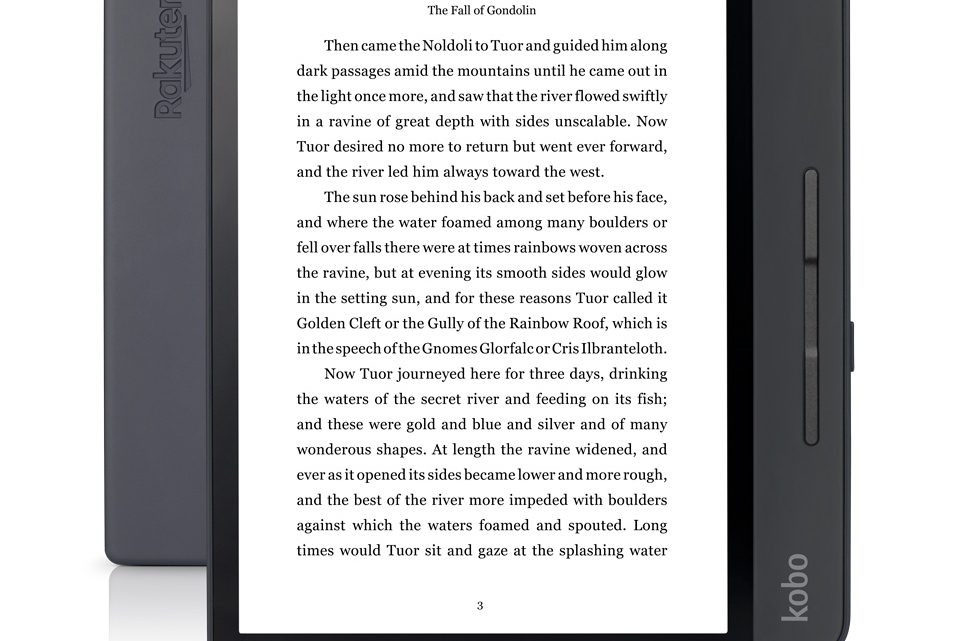 Rakuten
The Fall of Gondolin
Then came the Noldoli to Tuor and guided him along
dark passages amid the mountains until he came out in
the light once more, and saw that the river flowed swiftly
in a ravine of great depth with sides unscalable. Now
Tuor desired no more to return but went ever forward,
and the river led him always toward the west.
The sun rose behind his back and set before his face,
and where the water foamed among many boulders or
fell over falls there were at times rainbows woven across
the ravine, but at evening its smooth sides would glow
in the setting sun, and for these reasons Tuor called it
Golden Cleft or the Gully of the Rainbow Roof, which is
in the speech of the Gnomes Glorfalc or Cris Ilbranteloth.
Now Tuor journeyed here for three days, drinking
the waters of the secret river and feeding on its fish;
and these were gold and blue and silver and of many
wonderous shapes. At length the ravine widened, and
ever as it opened its sides became lower and more rough,
and the best of the river more impeded with boulders
against which the waters foamed and spouted. Long
times would Tuor sit and gaze at the splashing water
3
kobo